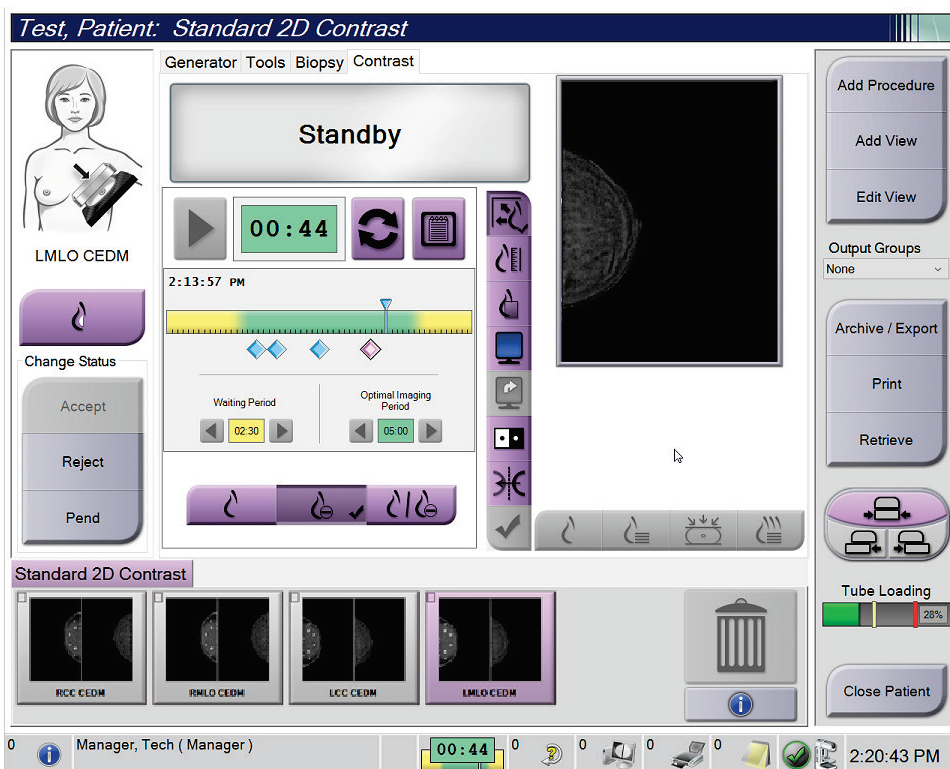 Test, Patient: Standard 2D Contrast
Generator Tools Biopsy Contrast
Standby
Add Procedure
Add View
Edit View
LMLO CEDM
00:44
Output Groups
None
2:13:57 PM
Archive / Export
Print
Retrieve
Change Status
Accept
Reject
Pend
Waiting Period
02:30
Optimal Imaging
Period
05:00
Standard 2D Contrast
RCC CEDM
RMLO CEDM
LCC CEDM
LMLO CEDM
Tube Loading
28%
Close Patient
0
Manager, Tech ( Manager )
00:44
0
0
0
0
2:20:43 PM